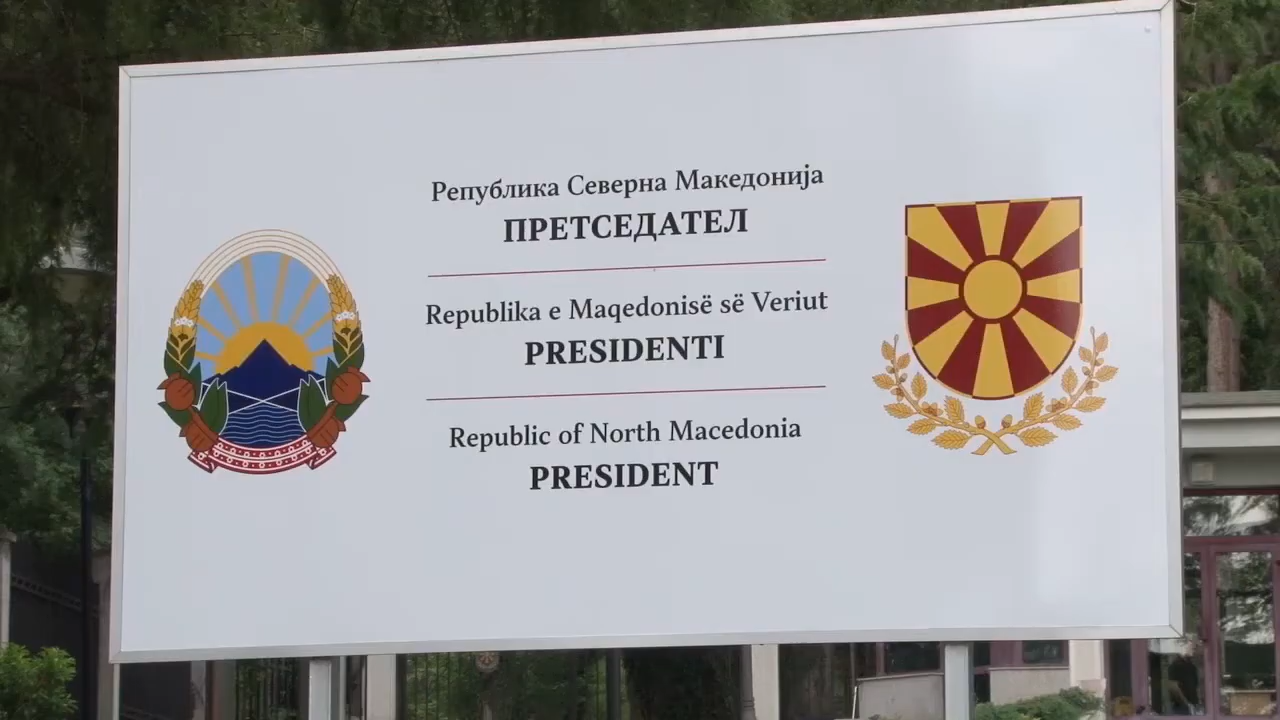 Република Северна Македонија
ПРЕТСЕДАТЕЛ
Republika e Maqedonisë së Veriut
PRESIDENTI
Republic of North Macedonia
PRESIDENT